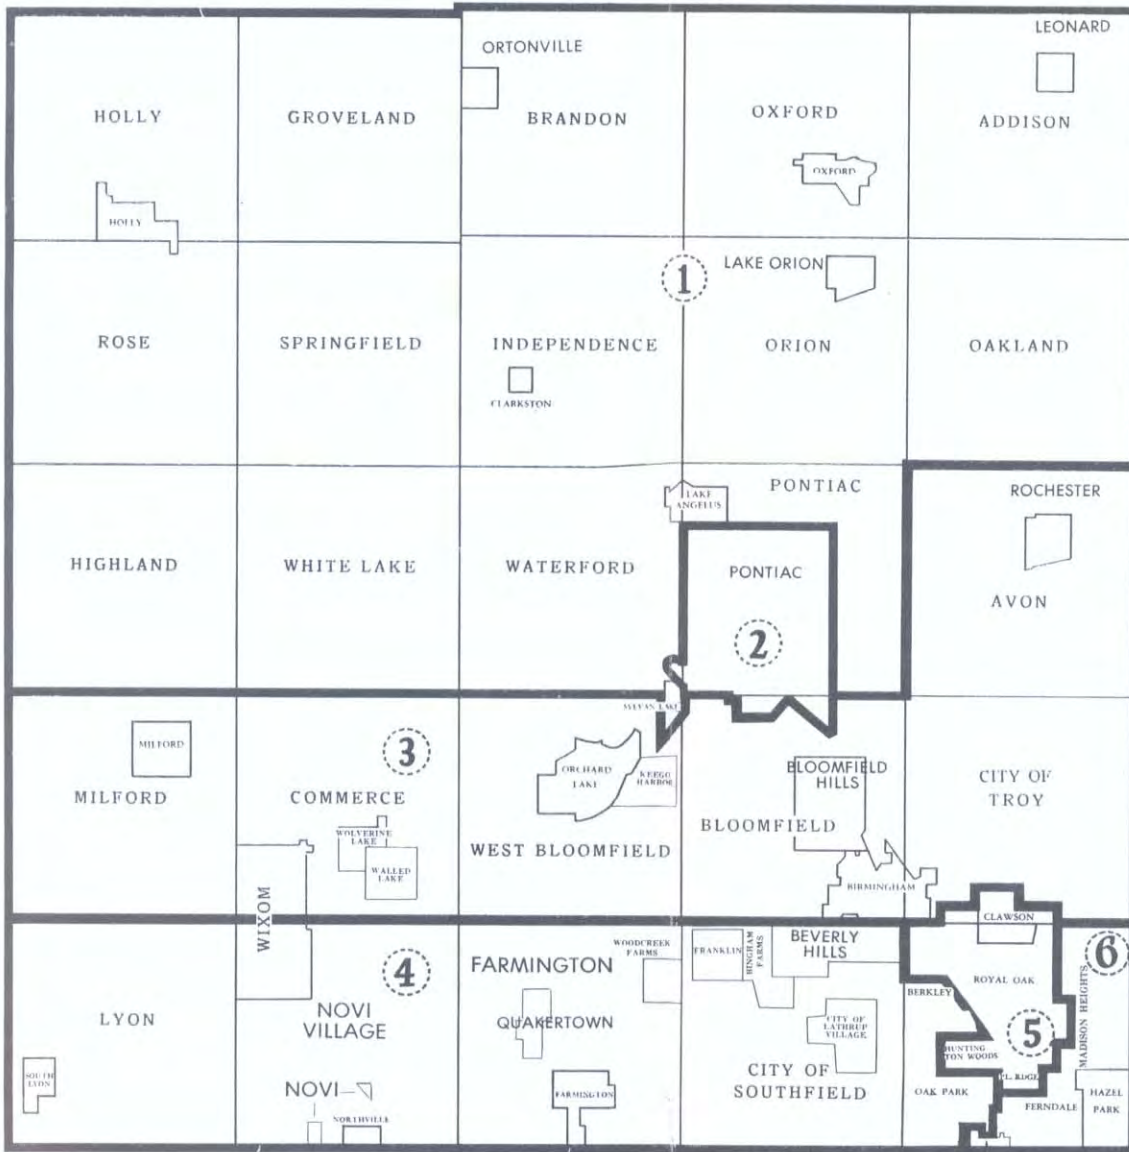 LEONARD
ORTONVILLE
HOLLY
GROVELAND
BRANDON
OXFORD
ADDISON
OXFORD
HOLLY
1
LAKE ORION
ROSE
SPRINGFIELD
INDEPENDENCE
ORION
OAKLAND
CLARKSTON
PONTIAC
LAKE
ANGELUS
ROCHESTER
HIGHLAND
WHITE LAKE
WATERFORD
PONTIAC
AVON
2
SYLVAN LAKE
MILFORD
3
ORCHARD
LAKE
KEEGO
HARBOR
BLOOMFIELD
HILLS
CITY OF
TROY
MILFORD
COMMERCE
BLOOMFIELD
WOLVERINE
LAKE
WEST BLOOMFIELD
WALLED
LAKE
BIRMINGHAM
WIXOM
CLAWSON
WOODCREEK
FARMS
FRANKLIN
BINGHAM
FARMS
BEVERLY
HILLS
6
4
FARMINGTON
ROYAL OAK
MADISON HEIGHTS
BERKLEY
LYON
NOVI
VILLAGE
QUAKERTOWN
CITY OF
LATHRUP
VILLAGE
5
HUNTING
TON WOODS
SOUTH
LYON
CITY OF
SOUTHFIELD
PL. RDGE
NOVI
FARMINGTON
OAK PARK
HAZEL
PARK
FERNDALE
NORTHVILLE